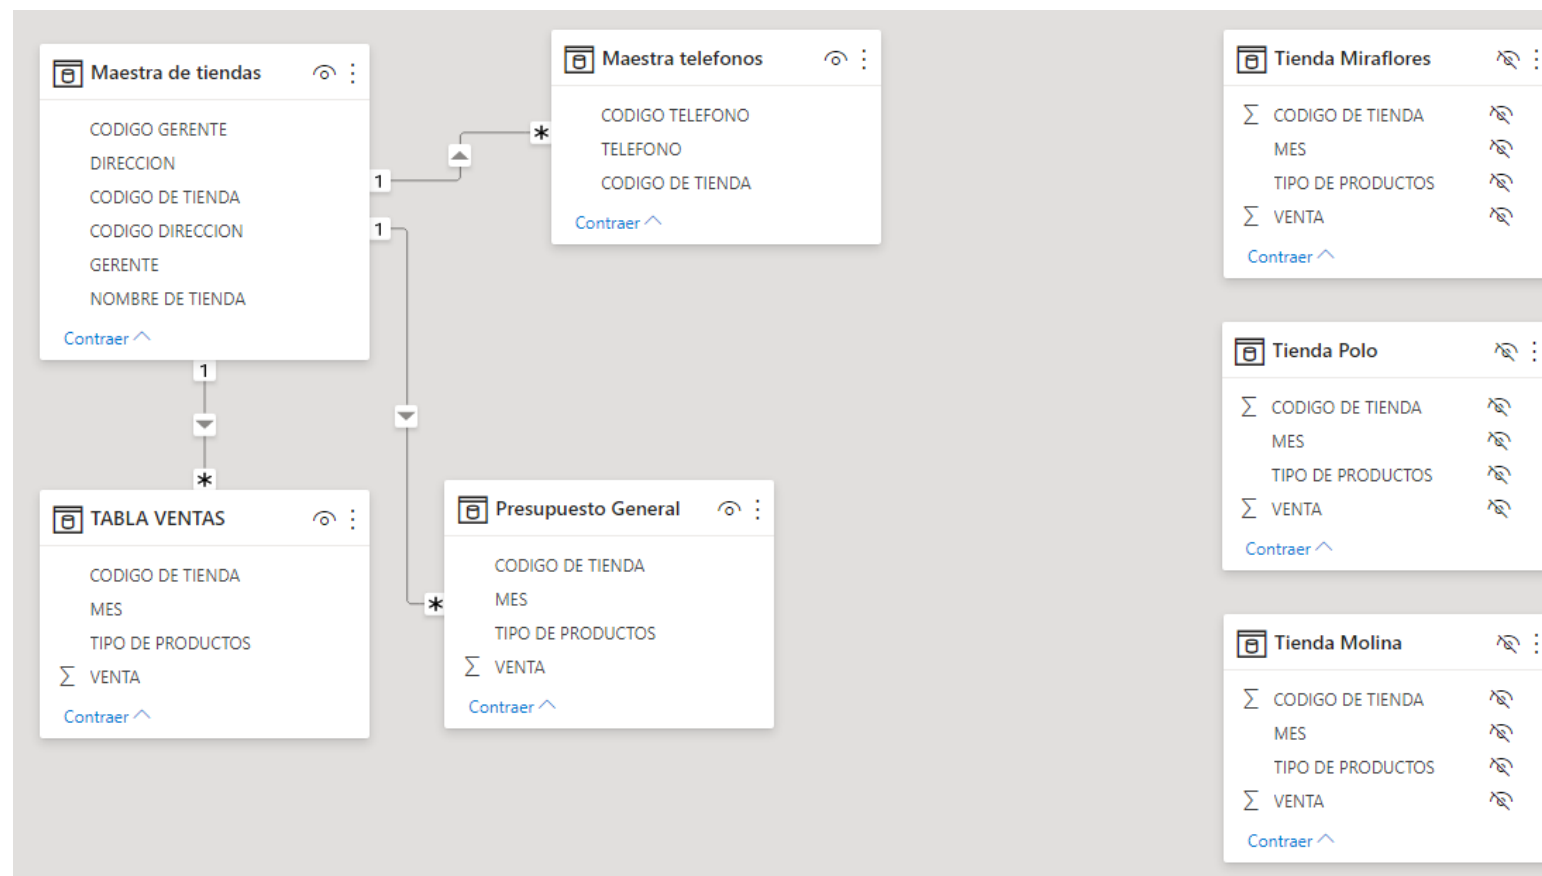 Maestra de tiendas
CODIGO GERENTE
DIRECCION
CODIGO DE TIENDA
CODIGO DIRECCION
GERENTE
NOMBRE DE TIENDA
Contraer
1
1
1
*
*
*
Maestra telefonos
CODIGO TELEFONO
TELEFONO
CODIGO DE TIENDA
Contraer
TABLA VENTAS
CODIGO DE TIENDA
MES
TIPO DE PRODUCTOS
∑ VENTA
Contraer
Presupuesto General
CODIGO DE TIENDA
MES
TIPO DE PRODUCTOS
∑ VENTA
Contraer
Tienda Miraflores
∑ CODIGO DE TIENDA
MES
TIPO DE PRODUCTOS
∑ VENTA
Contraer
Tienda Polo
∑ CODIGO DE TIENDA
MES
TIPO DE PRODUCTOS
∑ VENTA
Contraer
Tienda Molina
∑ CODIGO DE TIENDA
MES
TIPO DE PRODUCTOS
∑ VENTA
Contraer